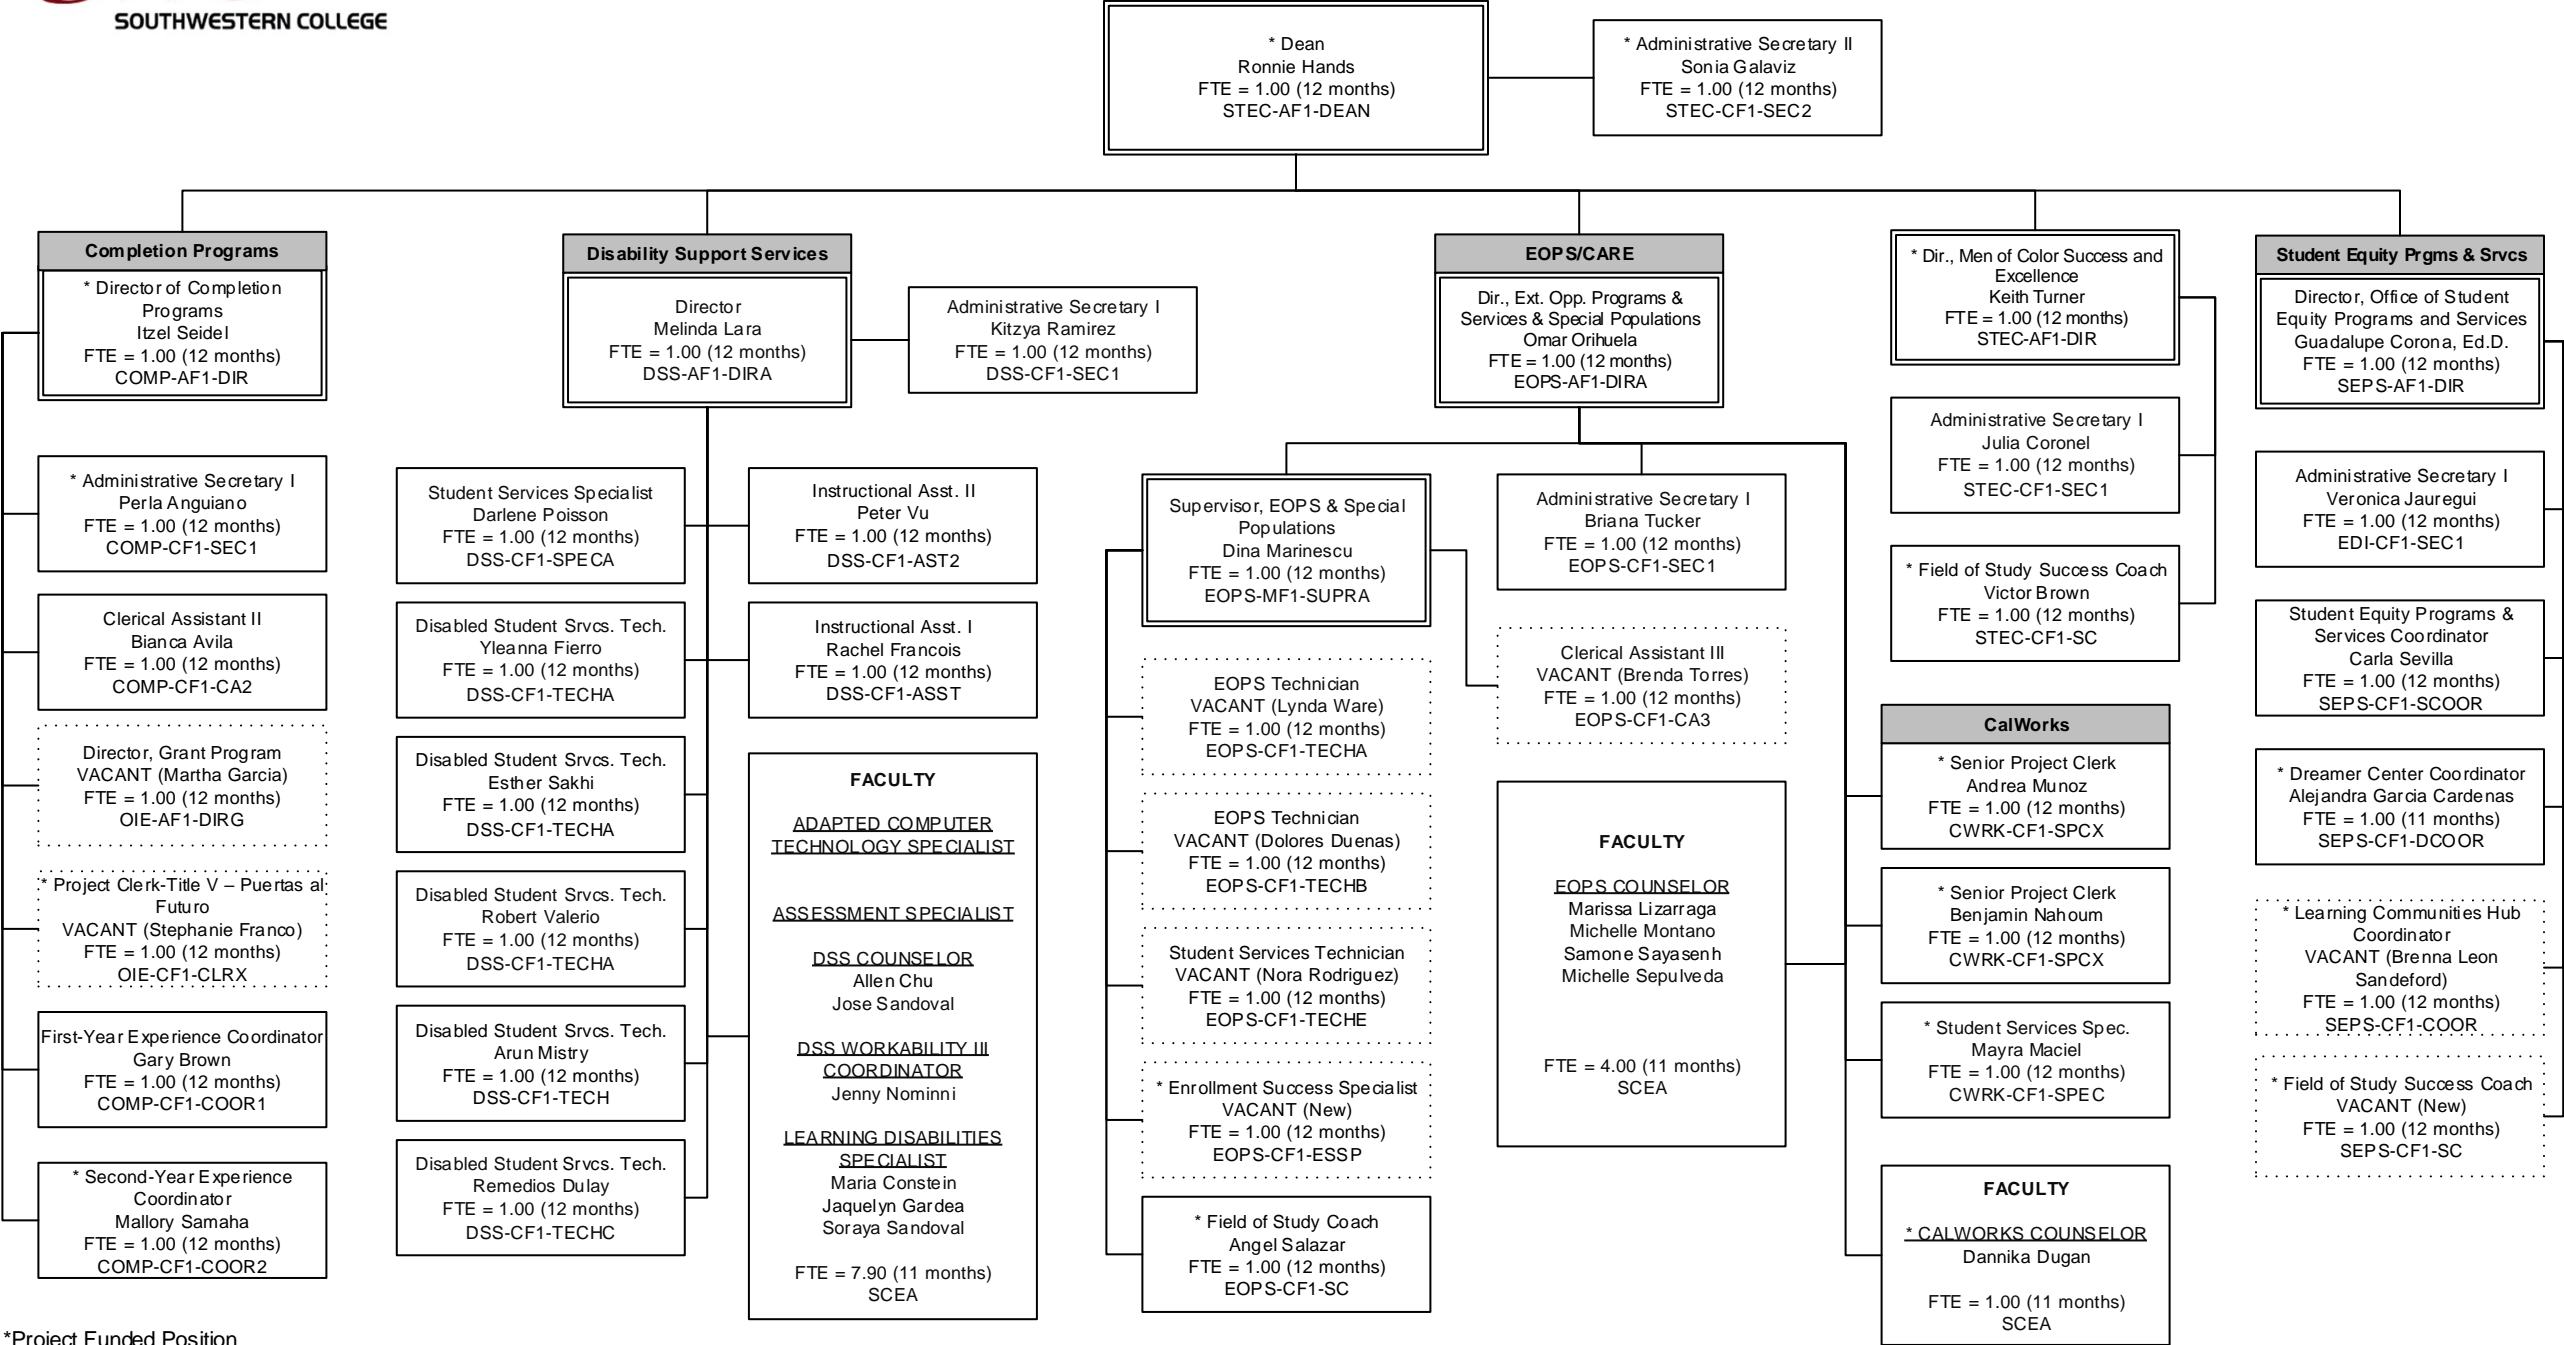 SOUTHWESTERN COLLEGE
* Dean
Ronnie Hands
FTE = 1.00 (12 months)
STEC-AF1-DEAN
* Administrative Secretary II
Sonia Galaviz
FTE = 1.00 (12 months)
STEC-CF1-SEC2
Completion Programs
* Director of Completion
Programs
Itzel Seidel
FTE = 1.00 (12 months)
COMP-AF1-DIR
* Administrative Secretary I
Perla Anguiano
FTE = 1.00 (12 months)
COMP-CF1-SEC1
Clerical Assistant II
Bianca Avila
FTE = 1.00 (12 months)
COMP-CF1-CA2
Director, Grant Program
VACANT (Martha Garcia)
FTE = 1.00 (12 months)
OIE-AF1-DIRG
* Project Clerk-Title V – Puertas al
Futuro
VACANT (Stephanie Franco)
FTE = 1.00 (12 months)
OIE-CF1-CLRX
First-Year Experience Coordinator
Gary Brown
FTE = 1.00 (12 months)
COMP-CF1-COOR1
* Second-Year Experience
Coordinator
Mallory Samaha
FTE = 1.00 (12 months)
COMP-CF1-COOR2
Disability Support Services
Director
Melinda Lara
FTE = 1.00 (12 months)
DSS-AF1-DIRA
Administrative Secretary I
Kitzya Ramirez
FTE = 1.00 (12 months)
DSS-CF1-SEC1
Student Services Specialist
Darlene Poisson
FTE = 1.00 (12 months)
DSS-CF1-SPECA
Disabled Student Srvcs. Tech.
Yleanna Fierro
FTE = 1.00 (12 months)
DSS-CF1-TECHA
Disabled Student Srvcs. Tech.
Esther Sakhi
FTE = 1.00 (12 months)
DSS-CF1-TECHA
Disabled Student Srvcs. Tech.
Robert Valerio
FTE = 1.00 (12 months)
DSS-CF1-TECHA
Disabled Student Srvcs. Tech.
Arun Mistry
FTE = 1.00 (12 months)
DSS-CF1-TECH
Disabled Student Srvcs. Tech.
Remedios Dulay
FTE = 1.00 (12 months)
DSS-CF1-TECHC
Instructional Asst. II
Peter Vu
FTE = 1.00 (12 months)
DSS-CF1-AST2
Instructional Asst. I
Rachel Francois
FTE = 1.00 (12 months)
DSS-CF1-ASST
FACULTY
ADAPTED COMPUTER
TECHNOLOGY SPECIALIST
ASSESSMENT SPECIALIST
DSS COUNSELOR
Allen Chu
Jose Sandoval
DSS WORKABILITY III
COORDINATOR
Jenny Nominni
LEARNING DISABILITIES
SPECIALIST
Maria Constein
Jaquelyn Gardea
Soraya Sandoval
FTE = 7.90 (11 months)
SCEA
EOPS/CARE
Dir., Ext. Opp. Programs &
Services & Special Populations
Omar Orihuela
FTE = 1.00 (12 months)
EOPS-AF1-DIRA
Supervisor, EOPS & Special
Populations
Dina Marinescu
FTE = 1.00 (12 months)
EOPS-MF1-SUPRA
EOPS Technician
VACANT (Lynda Ware)
FTE = 1.00 (12 months)
EOPS-CF1-TECHA
EOPS Technician
VACANT (Dolores Duenas)
FTE = 1.00 (12 months)
EOPS-CF1-TECHB
Student Services Technician
VACANT (Nora Rodriguez)
FTE = 1.00 (12 months)
EOPS-CF1-TECHE
* Enrollment Success Specialist
VACANT (New)
FTE = 1.00 (12 months)
EOPS-CF1-ESSP
* Field of Study Coach
Angel Salazar
FTE = 1.00 (12 months)
EOPS-CF1-SC
Administrative Secretary I
Briana Tucker
FTE = 1.00 (12 months)
EOPS-CF1-SEC1
Clerical Assistant III
VACANT (Brenda Torres)
FTE = 1.00 (12 months)
EOPS-CF1-CA3
FACULTY
EOPS COUNSELOR
Marissa Lizarraga
Michelle Montano
Samone Sayasenh
Michelle Sepulveda
FTE = 4.00 (11 months)
SCEA
* Dir., Men of Color Success and
Excellence
Keith Turner
FTE = 1.00 (12 months)
STEC-AF1-DIR
Administrative Secretary I
Julia Coronel
FTE = 1.00 (12 months)
STEC-CF1-SEC1
* Field of Study Success Coach
Victor Brown
FTE = 1.00 (12 months)
STEC-CF1-SC
CalWorks
* Senior Project Clerk
Andrea Munoz
FTE = 1.00 (12 months)
CWRK-CF1-SPCX
* Senior Project Clerk
Benjamin Nahoum
FTE = 1.00 (12 months)
CWRK-CF1-SPCX
* Student Services Spec.
Mayra Maciel
FTE = 1.00 (12 months)
CWRK-CF1-SPEC
FACULTY
* CALWORKS COUNSELOR
Dannika Dugan
FTE = 1.00 (11 months)
SCEA
Student Equity Prgms & Srvcs
Director, Office of Student
Equity Programs and Services
Guadalupe Corona, Ed.D.
FTE = 1.00 (12 months)
SEPS-AF1-DIR
Administrative Secretary I
Veronica Jauregui
FTE = 1.00 (12 months)
EDI-CF1-SEC1
Student Equity Programs &
Services Coordinator
Carla Sevilla
FTE = 1.00 (12 months)
SEPS-CF1-SCOOR
* Dreamer Center Coordinator
Alejandra Garcia Cardenas
FTE = 1.00 (11 months)
SEPS-CF1-DCOOR
* Learning Communities Hub
Coordinator
VACANT (Brenna Leon
Sandeford)
FTE = 1.00 (12 months)
SEPS-CF1-COOR
* Field of Study Success Coach
VACANT (New)
FTE = 1.00 (12 months)
SEPS-CF1-SC
*Project Funded Position